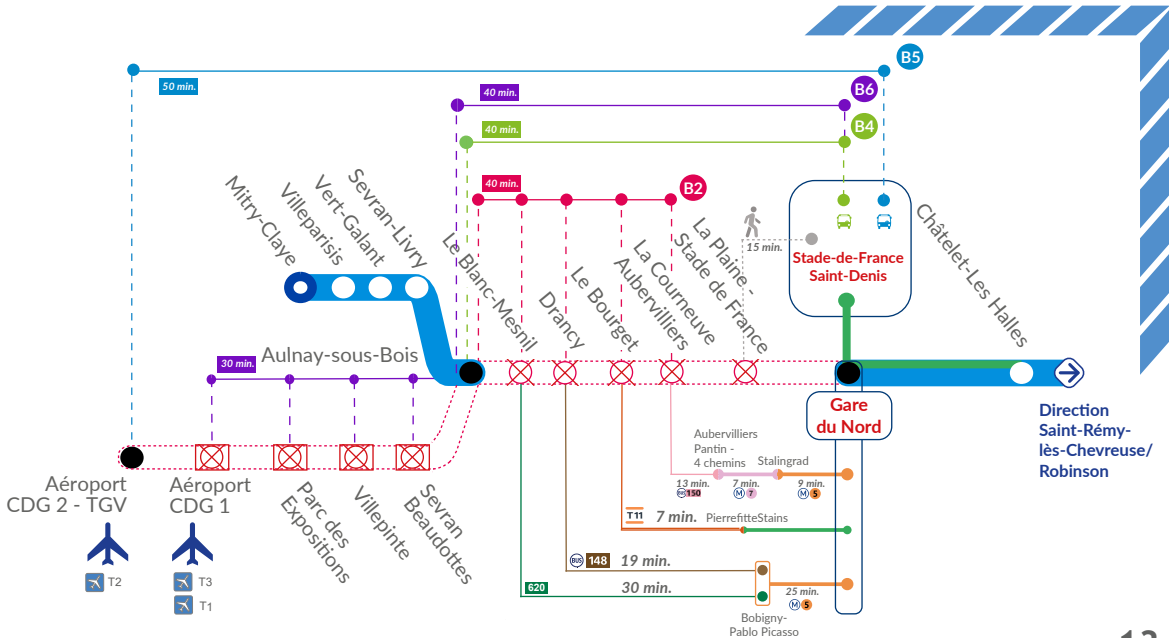 B5
50 min.
B6
40 min.
B4
40 min.
B2
40 min.
Mitry-Claye
Villeparisis
Vert-Galant
Sevran-Livry
Le Blanc-Mesnil
Drancy
Le Bourget
La Courneuve
Aubervilliers
La Plaine -
Stade de France
15 min.
Stade-de-France
Saint-Denis
Châtelet-Les Halles
30 min.
Aulnay-sous-Bois
Gare
du Nord
Direction
Saint-Rémy-
lès-Chevreuse/
Robinson
Aéroport
CDG 2 - TGV
T2
Aéroport
CDG 1
T3
T1
Parc des
Expositions
Villepinte
Sevran
Beaudottes
Aubervilliers
Pantin -
4 chemins
Stalingrad
13 min.
BUS 150
7 min.
M 7
9 min.
M 5
T11 7 min. PierrefitteStains
BUS 148 19 min.
620 30 min.
25 min.
M 5
Bobigny-
Pablo Picasso